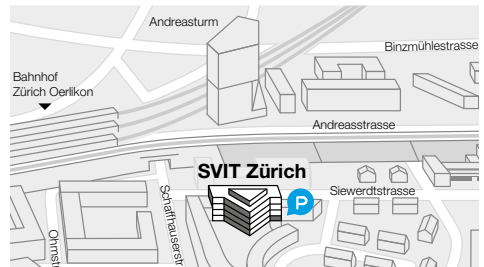 Andreasturm
Binzmühlestrasse
Bahnhof
Zürich Oerlikon
Andreasstrasse
SVIT Zürich
P
Siewerdtstrasse
Schaffhauserstr
Ohmstr